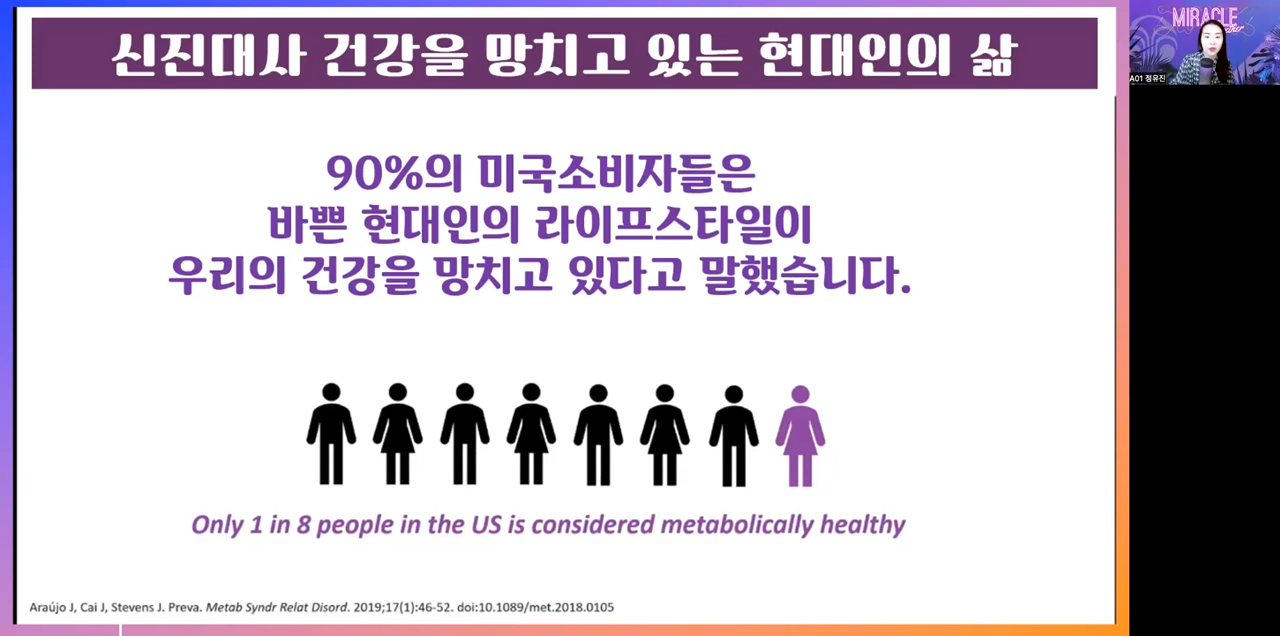 신진대사 건강을 망치고 있는 현대인의 삶
90%의 미국소비자들은
바쁜 현대인의 라이프스타일이
우리의 건강을 망치고 있다고 말했습니다.
Only 1 in 8 people in the US is considered metabolically healthy
Araújo J, Cai J, Stevens J. Preva. Metab Syndr Relat Disord. 2019;17(1):46-52. doi:10.1089/met.2018.0105
MIRACLE
A01 정유진